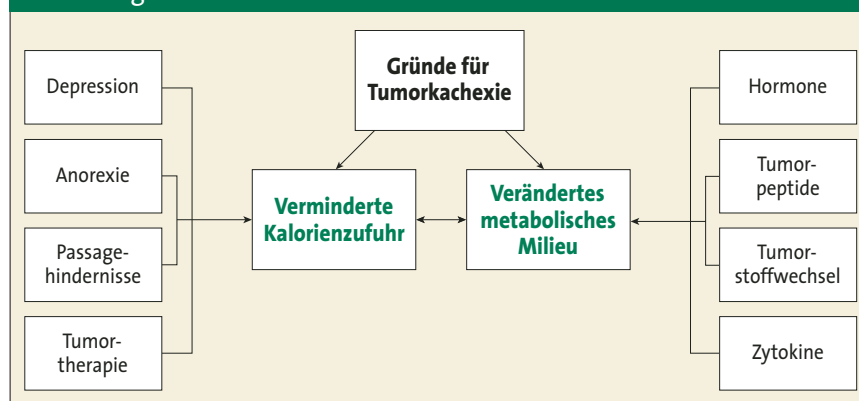 Gründe für
Tumorkachexie
Depression
Anorexie
Passage-
hindernisse
Tumor-
therapie
Verminderte
Kalorienzufuhr
Verändertes
metabolisches
Milieu
Hormone
Tumor-
peptide
Tumor-
stoffwechsel
Zytokine